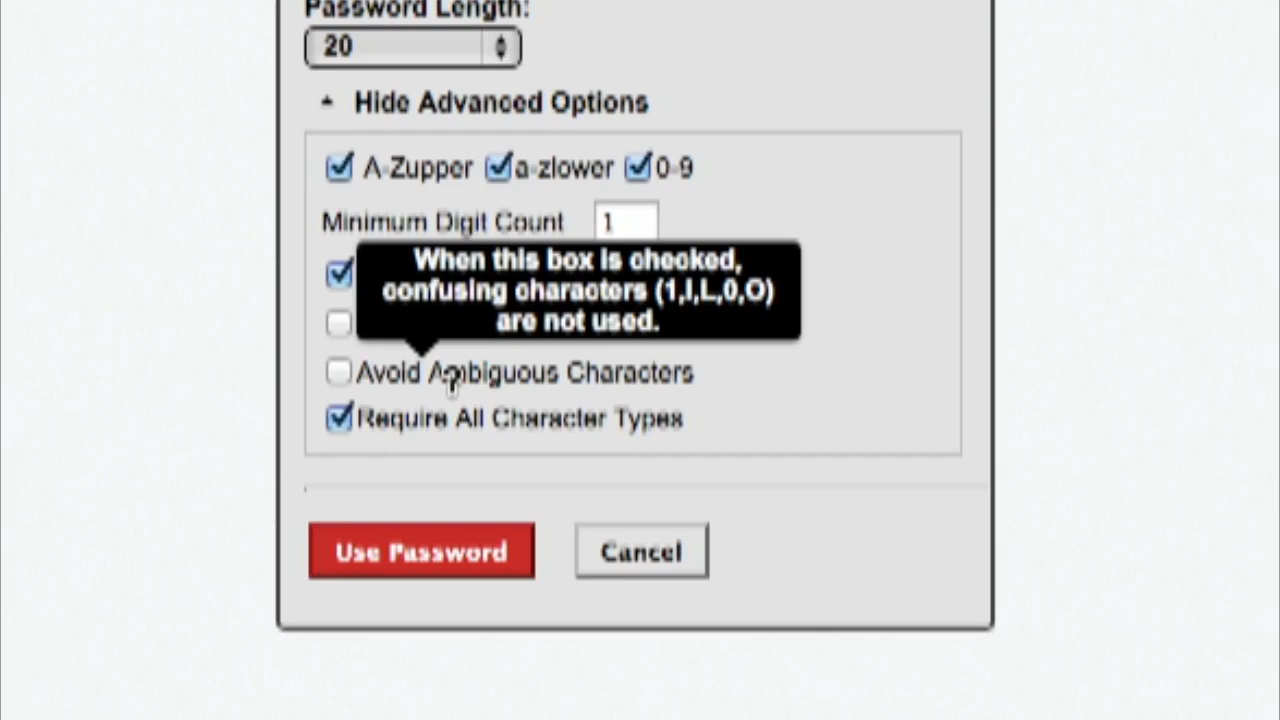 Password Length:
20
Hide Advanced Options
A-Zupper a-zlower 0-9
Minimum Digit Count 1
When this box is checked,
confusing characters (1,I,L,0,O)
are not used.
Avoid Ambiguous Characters
Require All Character Types
Use Password Cancel